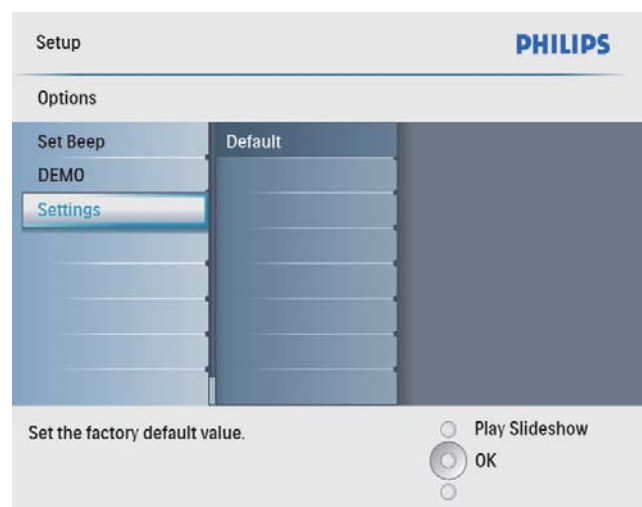 Setup
PHILIPS
Options
Set Beep
Default
DEMO
Settings
Set the factory default value.
Play Slideshow
OK